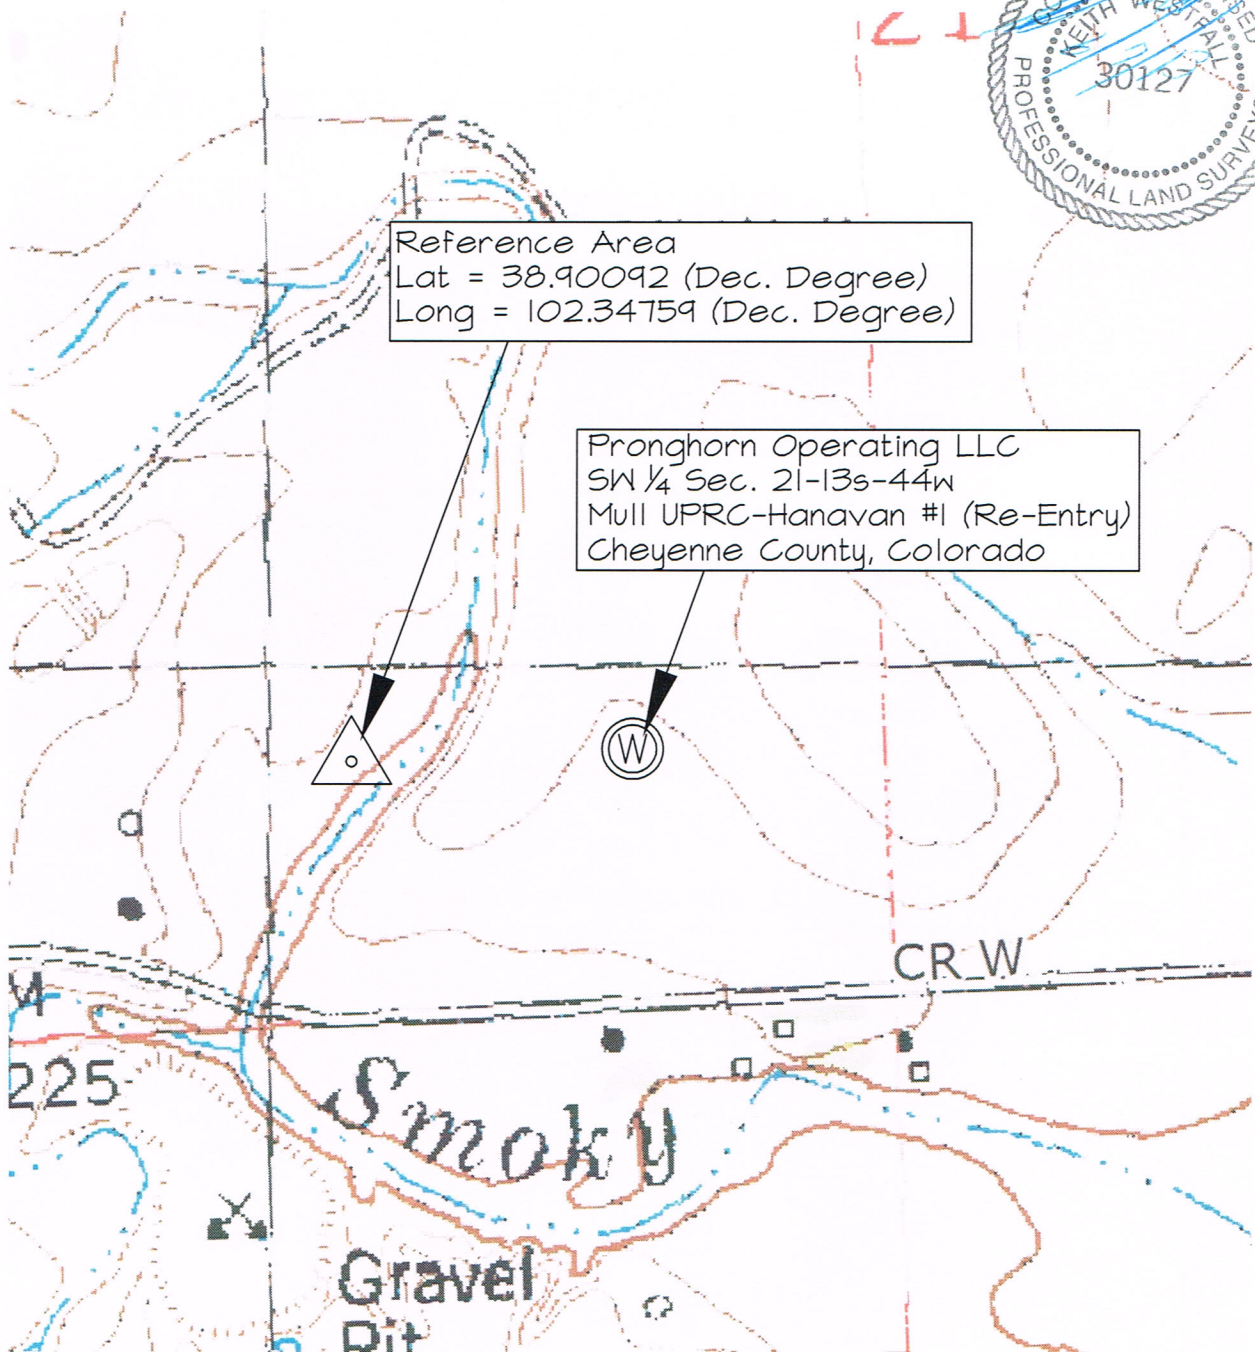 21
KEITH WESTFALL
30127
PROFESSIONAL LAND
Reference Area
Lat = 38.90092 (Dec. Degree)
Long = 102.34759 (Dec. Degree)
Pronghorn Operating LLC
SW ¼ Sec. 21-13s-44w
Mull UPRC-Hanavan #1 (Re-Entry)
Cheyenne County, Colorado
W
CR W
225
Smoky
Gravel
Pit